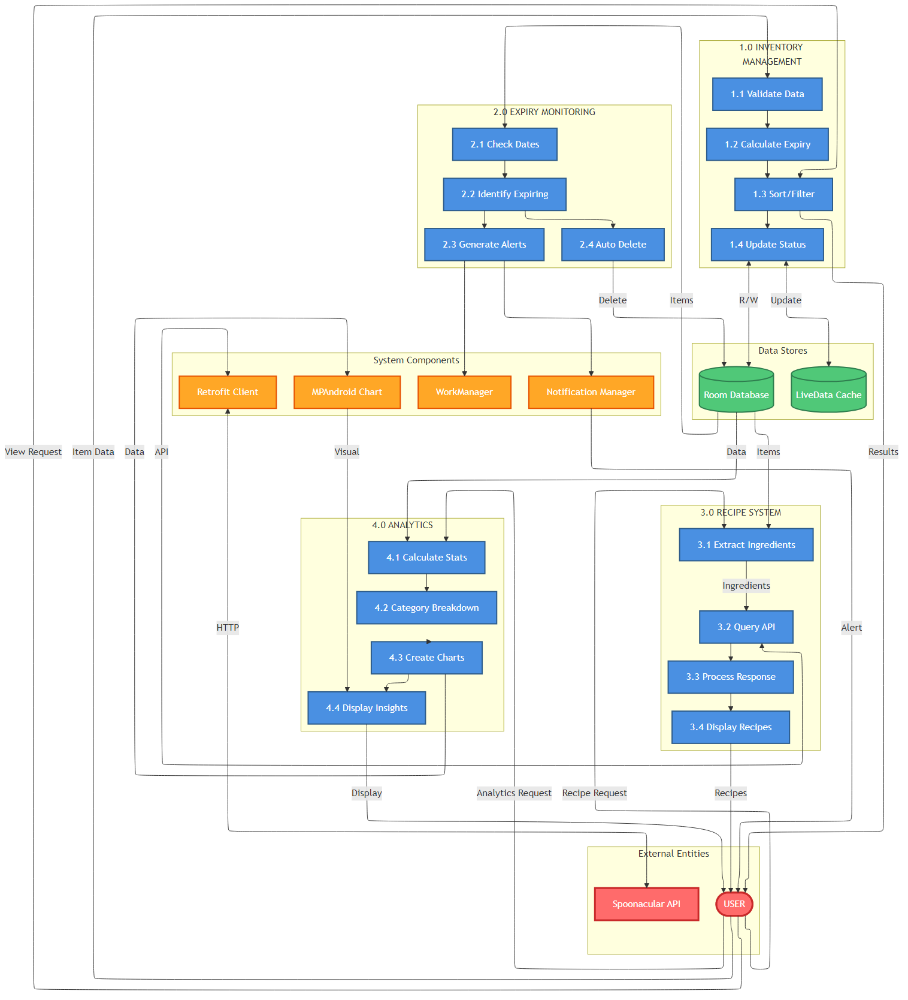 1.0 INVENTORY
MANAGEMENT
1.1 Validate Data
2.0 EXPIRY MONITORING
2.1 Check Dates
1.2 Calculate Expiry
2.2 Identify Expiring
1.3 Sort/Filter
2.3 Generate Alerts
2.4 Auto Delete
1.4 Update Status
Delete
Items
R/W
Update
System Components
Data Stores
Retrofit Client
MPAndroid Chart
WorkManager
Notification Manager
Room Database
LiveData Cache
View Request
Item Data
Data
API
Visual
Data
Items
Results
4.0 ANALYTICS
3.0 RECIPE SYSTEM
4.1 Calculate Stats
3.1 Extract Ingredients
Ingredients
4.2 Category Breakdown
HTTP
3.2 Query API
Alert
4.3 Create Charts
3.3 Process Response
4.4 Display Insights
3.4 Display Recipes
Display
Analytics Request
Recipe Request
Recipes
External Entities
Spoonacular API
USER